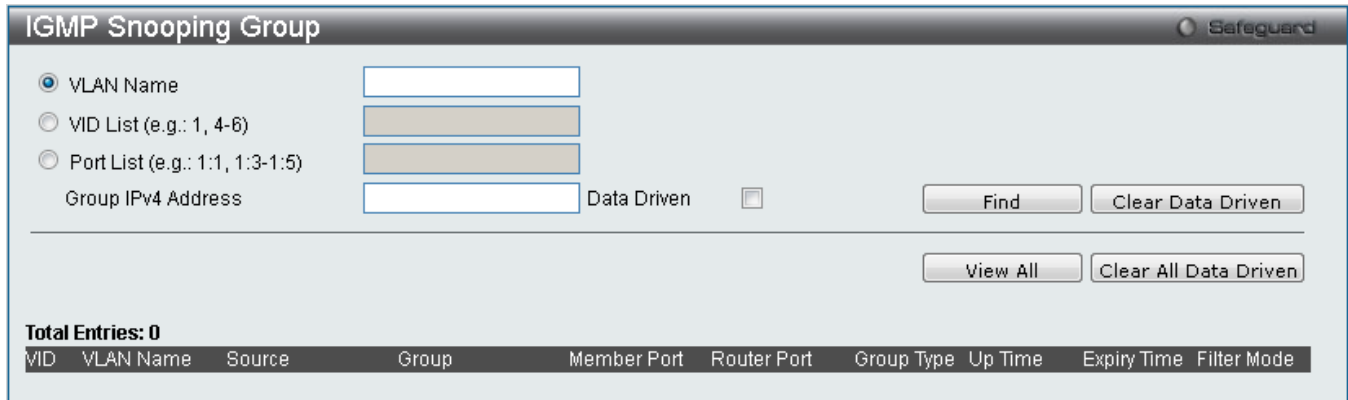 IGMP Snooping Group
Safeguard
VLAN Name
VID List (e.g.: 1, 4-6)
Port List (e.g.: 1:1, 1:3-1:5)
Group IPv4 Address Data Driven Find Clear Data Driven
View All Clear All Data Driven
Total Entries: 0
VID VLAN Name Source Group Member Port Router Port Group Type Up Time Expiry Time Filter Mode